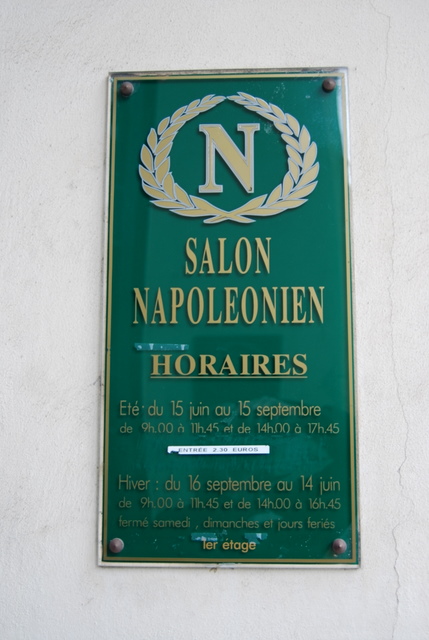 N
SALON
NAPOLEONIEN
HORAIRES
Eté : du 15 juin au 15 septembre
de 9h.00 à 11h.45 et de 14h.00 à 17h.45
ENTREE 2.30 EUROS
Hiver : du 16 septembre au 14 juin
de 9h.00 à 11h.45 et de 14h.00 à 16h.45
fermé samedi , dimanches et jours feriés
1er étage